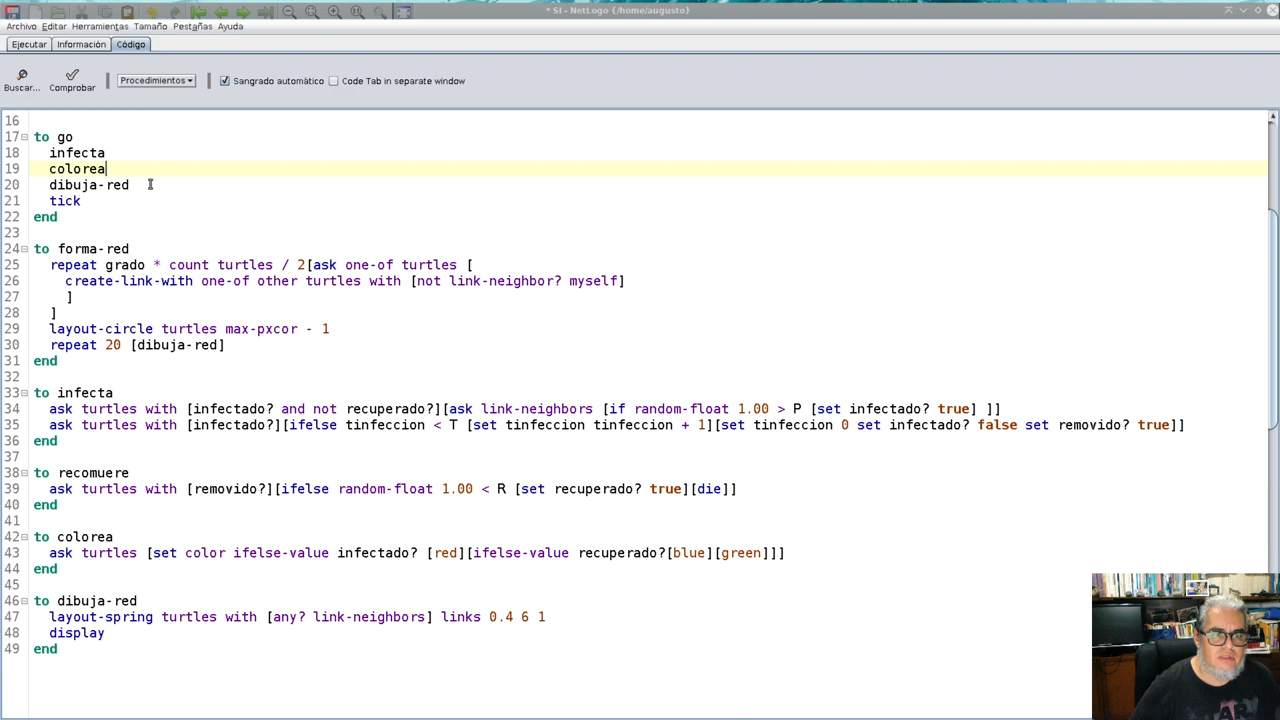 * SI - NetLogo {/home/augusto}
Archivo Editar Herramientas Tamaño Pestañas Ayuda
Ejecutar Información Código
Buscar... Comprobar Procedimientos Sangrado automático Code Tab in separate window
16
17 to go
18 infecta
19 colorea
20 dibuja-red
21 tick
22 end
23
24 to forma-red
25 repeat grado * count turtles / 2[ask one-of turtles [
26 create-link-with one-of other turtles with [not link-neighbor? myself]
27 ]
28 ]
29 layout-circle turtles max-pxcor - 1
30 repeat 20 [dibuja-red]
31 end
32
33 to infecta
34 ask turtles with [infectado? and not recuperado?][ask link-neighbors [if random-float 1.00 > P [set infectado? true] ]]
35 ask turtles with [infectado?][ifelse tinfeccion < T [set tinfeccion tinfeccion + 1][set tinfeccion 0 set infectado? false set removido? true]]
36 end
37
38 to recomuere
39 ask turtles with [removido?][ifelse random-float 1.00 < R [set recuperado? true][die]]
40 end
41
42 to colorea
43 ask turtles [set color ifelse-value infectado? [red][ifelse-value recuperado?[blue][green]]]
44 end
45
46 to dibuja-red
47 layout-spring turtles with [any? link-neighbors] links 0.4 6 1
48 display
49 end